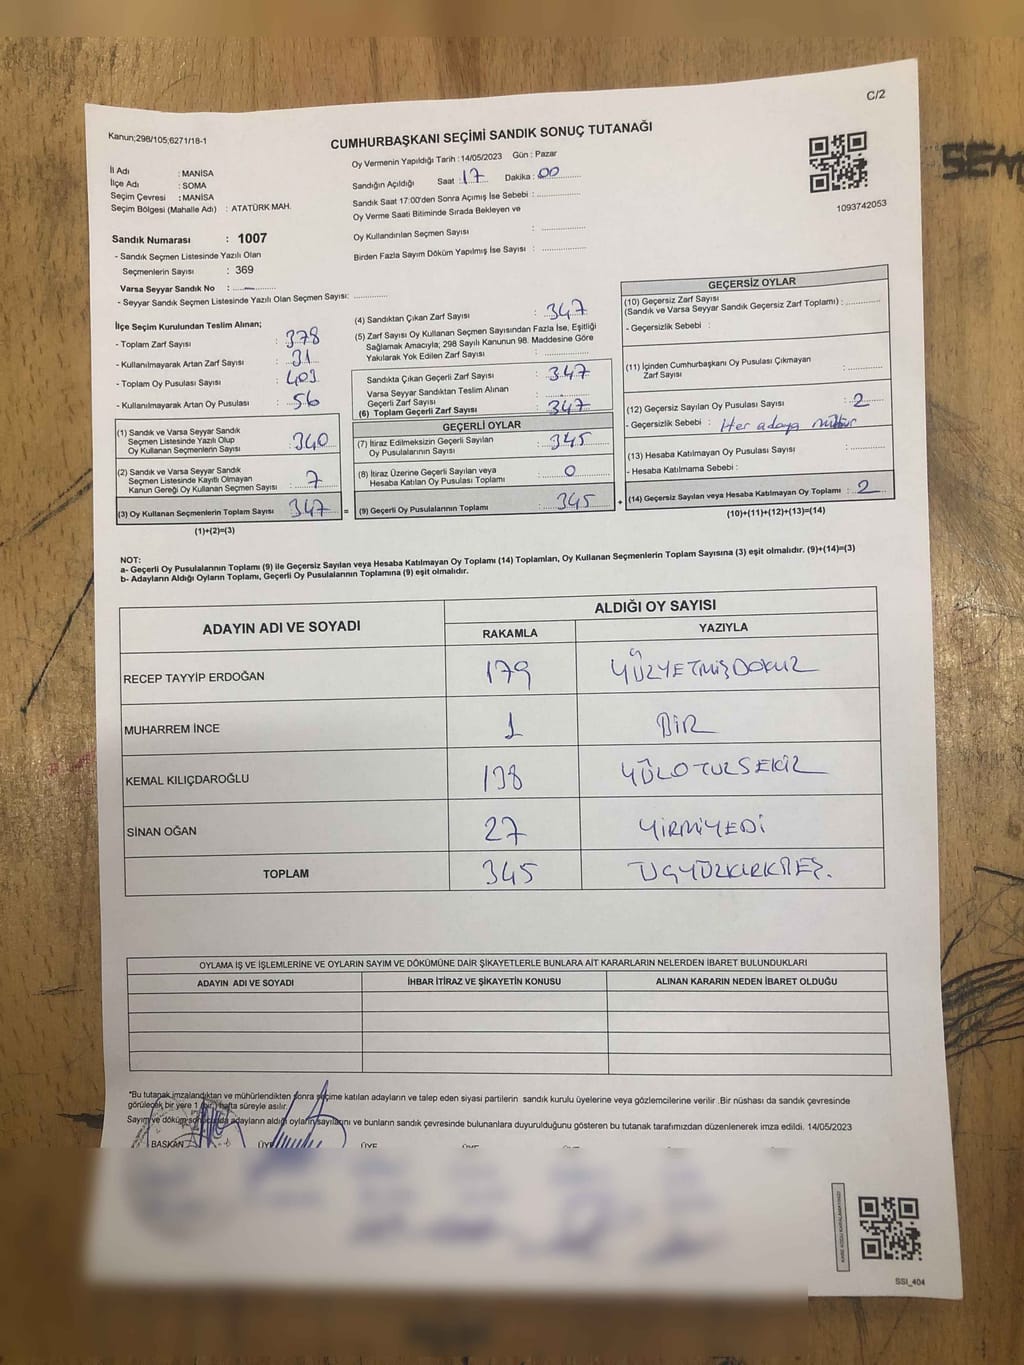 C/2
Kanun;298/105;6271/18-1
CUMHURBAŞKANI SEÇİMİ SANDIK SONUÇ TUTANAĞI
Oy Vermenin Yapıldığı Tarih :14/05/2023 Gün : Pazar
İl Adı : MANİSA
İlçe Adı : SOMA
Seçim Çevresi : MANİSA
Seçim Bölgesi (Mahalle Adı) : ATATÜRK MAH.
Sandığın Açıldığı Saat : 17 Dakika : 00
Sandık Saat 17:00'den Sonra Açımış İse Sebebi :
Oy Verme Saati Bitiminde Sırada Bekleyen ve
Oy Kullandırılan Seçmen Sayısı :
Birden Fazla Sayım Döküm Yapılmış İse Sayısı :
1093742053
SEM
Sandık Numarası : 1007
- Sandık Seçmen Listesinde Yazılı Olan
Seçmenlerin Sayısı : 369
Varsa Seyyar Sandık No : —
- Seyyar Sandık Seçmen Listesinde Yazılı Olan Seçmen Sayısı:
İlçe Seçim Kurulundan Teslim Alınan;
- Toplam Zarf Sayısı : 378
- Kullanılmayarak Artan Zarf Sayısı : 31
- Toplam Oy Pusulası Sayısı : 403
- Kullanılmayarak Artan Oy Pusulası : 56
(1) Sandık ve Varsa Seyyar Sandık
Seçmen Listesinde Yazılı Olup
Oy Kullanan Seçmenlerin Sayısı : 340
(2) Sandık ve Varsa Seyyar Sandık
Seçmen Listesinde Kayıtlı Olmayan
Kanun Gereği Oy Kullanan Seçmen Sayısı : 7
(3) Oy Kullanan Seçmenlerin Toplam Sayısı : 347 =
(1)+(2)=(3)
(4) Sandıktan Çıkan Zarf Sayısı : 347
(5) Zarf Sayısı Oy Kullanan Seçmen Sayısından Fazla İse, Eşitliği
Sağlamak Amacıyla; 298 Sayılı Kanunun 98. Maddesine Göre
Yakılarak Yok Edilen Zarf Sayısı :
Sandıkta Çıkan Geçerli Zarf Sayısı : 347
Varsa Seyyar Sandıktan Teslim Alınan
Geçerli Zarf Sayısı :
(6) Toplam Geçerli Zarf Sayısı : 347
GEÇERLİ OYLAR
(7) İtiraz Edilmeksizin Geçerli Sayılan
Oy Pusulalarının Sayısı : 345
(8) İtiraz Üzerine Geçerli Sayılan veya
Hesaba Katılan Oy Pusulası Toplamı : 0
(9) Geçerli Oy Pusulalarının Toplamı : 345 +
GEÇERSİZ OYLAR
(10) Geçersiz Zarf Sayısı
(Sandık ve Varsa Seyyar Sandık Geçersiz Zarf Toplamı) :
- Geçersizlik Sebebi :
(11) İçinden Cumhurbaşkanı Oy Pusulası Çıkmayan
Zarf Sayısı :
(12) Geçersiz Sayılan Oy Pusulası Sayısı : 2
- Geçersizlik Sebebi : Her adaya mühür
(13) Hesaba Katılmayan Oy Pusulası Sayısı :
- Hesaba Katılmama Sebebi :
(14) Geçersiz Sayılan veya Hesaba Katılmayan Oy Toplamı : 2
(10)+(11)+(12)+(13)=(14)
NOT:
a- Geçerli Oy Pusulalarının Toplamı (9) ile Geçersiz Sayılan veya Hesaba Katılmayan Oy Toplamı (14) Toplamları, Oy Kullanan Seçmenlerin Toplam Sayısına (3) eşit olmalıdır. (9)+(14)=(3)
b- Adayların Aldığı Oyların Toplamı, Geçerli Oy Pusulalarının Toplamına (9) eşit olmalıdır.
ADAYIN ADI VE SOYADI ALDIĞI OY SAYISI
RAKAMLA YAZIYLA
RECEP TAYYİP ERDOĞAN 179 YÜZYETMİŞDOKUZ
MUHARREM İNCE 1 BİR
KEMAL KILIÇDAROĞLU 138 YÜZOTUZSEKİZ
SİNAN OĞAN 27 YİRMİYEDİ
TOPLAM 345 ÜÇYÜZKIRKBEŞ.
OYLAMA İŞ VE İŞLEMLERİNE VE OYLARIN SAYIM VE DÖKÜMÜNE DAİR ŞİKAYETLERLE BUNLARA AİT KARARLARIN NELERDEN İBARET BULUNDUKLARI
ADAYIN ADI VE SOYADI İHBAR İTİRAZ VE ŞİKAYETİN KONUSU ALINAN KARARIN NEDEN İBARET OLDUĞU
"Bu tutanak imzalandıktan ve mühürlendikten sonra seçime katılan adayların ve talep eden siyasi partilerin sandık kurulu üyelerine veya gözlemcilerine verilir .Bir nüshası da sandık çevresinde
görülecek bir yere 1 (bir) hafta süreyle asılır.
Sayım ve döküm sonucunda adayların aldığı oyların sayılarını ve bunların sandık çevresinde bulunanlara duyurulduğunu gösteren bu tutanak tarafımızdan düzenlenerek imza edildi. 14/05/2023
BAŞKAN ÜYE ÜYE
SSI_404